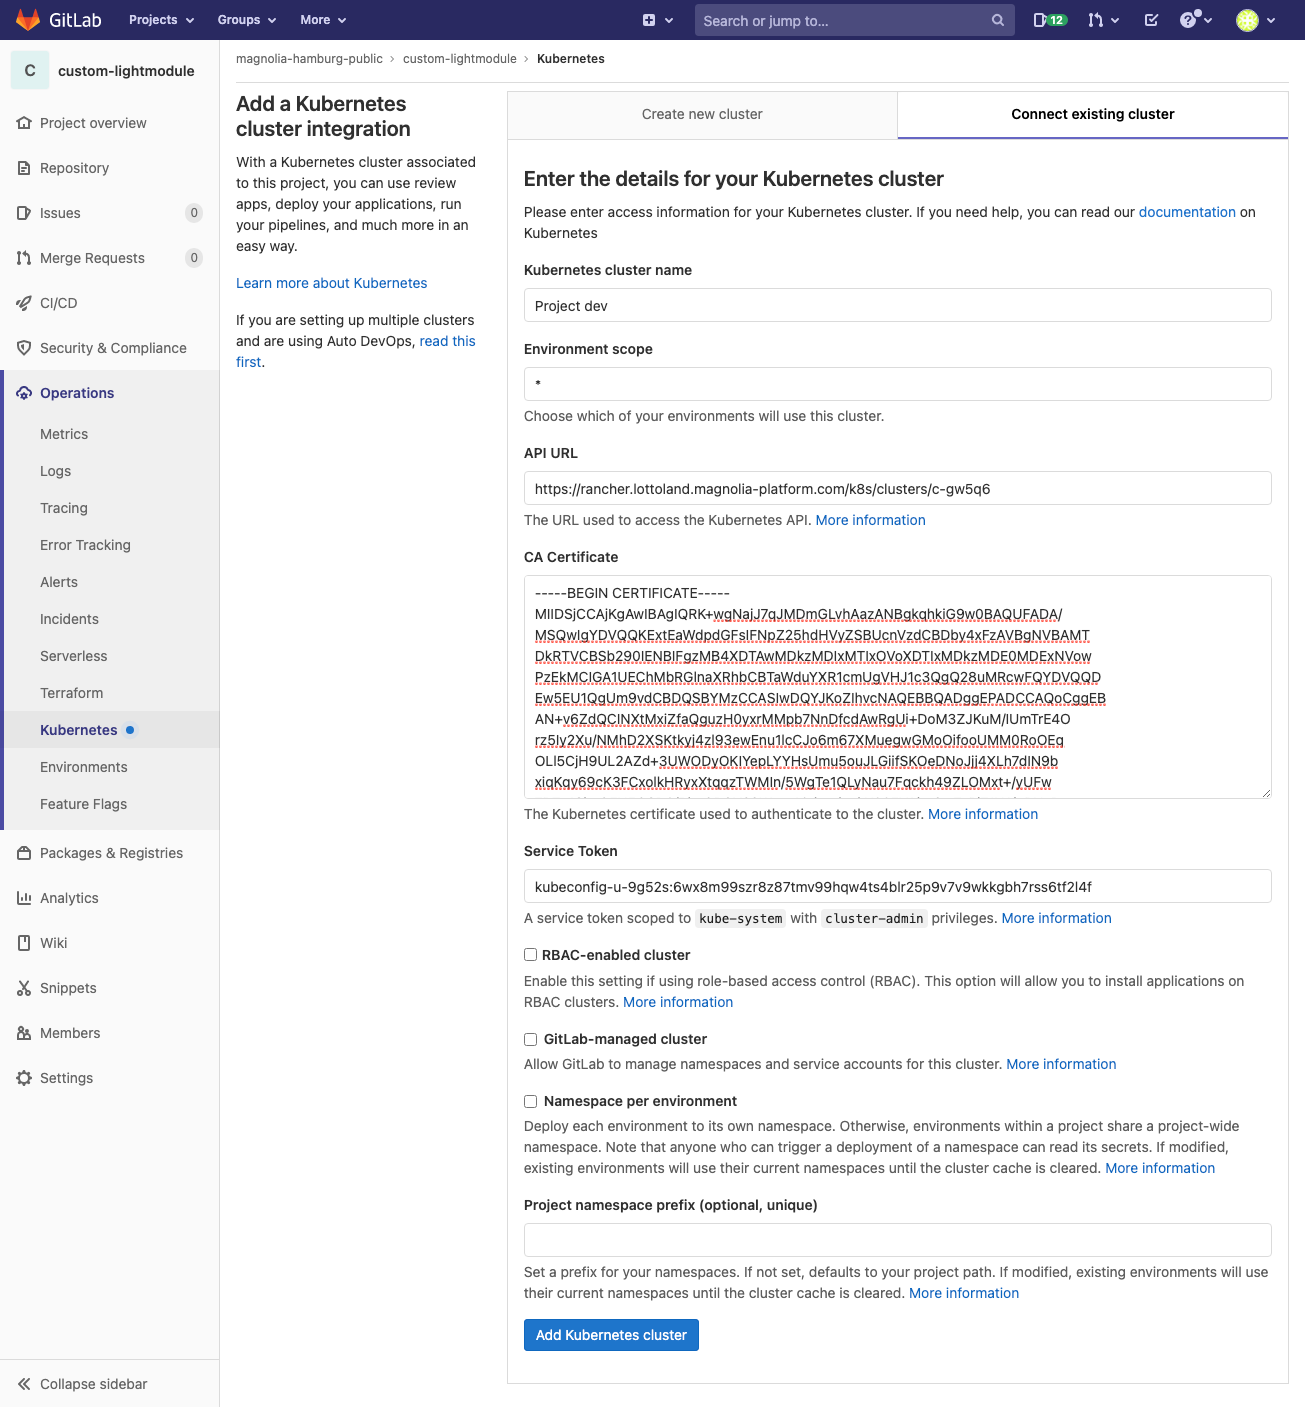 GitLab
Projects
Groups
More
Search or jump to...
12
C
custom-lightmodule
Project overview
Repository
Issues
0
Merge Requests
0
CI/CD
Security & Compliance
Operations
Metrics
Logs
Tracing
Error Tracking
Alerts
Incidents
Serverless
Terraform
Kubernetes
Environments
Feature Flags
Packages & Registries
Analytics
Wiki
Snippets
Members
Settings
Collapse sidebar
magnolia-hamburg-public › custom-lightmodule › Kubernetes
Add a Kubernetes
cluster integration
With a Kubernetes cluster associated
to this project, you can use review
apps, deploy your applications, run
your pipelines, and much more in an
easy way.
Learn more about Kubernetes
If you are setting up multiple clusters
and are using Auto DevOps, read this
first.
Create new cluster
Connect existing cluster
Enter the details for your Kubernetes cluster
Please enter access information for your Kubernetes cluster. If you need help, you can read our documentation on
Kubernetes
Kubernetes cluster name
Project dev
Environment scope
*
Choose which of your environments will use this cluster.
API URL
https://rancher.lottoland.magnolia-platform.com/k8s/clusters/c-gw5q6
The URL used to access the Kubernetes API. More information
CA Certificate
-----BEGIN CERTIFICATE-----
MIIDSjCCAjKgAwIBAgIQRK+wgNajJ7qJMDmGLvhAazANBgkqhkiG9w0BAQUFADA/
MSQwIgYDVQQKExtEaWdpdGFsIFNpZ25hdHVyZSBUcnVzdCBDby4xFzAVBgNVBAMT
DkRTVCBSb290IENBIFgzMB4XDTAwMDkzMDIxMTIxOVoXDTIxMDkzMDE0MDExNVow
PzEkMCIGA1UEChMbRGlnaXRhbCBTaWduYXR1cmUgVHJ1c3QgQ28uMRcwFQYDVQQD
Ew5EU1QgUm9vdCBDQSBYMzCCASIwDQYJKoZIhvcNAQEBBQADggEPADCCAQoCggEB
AN+v6ZdQCINXtMxiZfaQguzH0yxrMMpb7NnDfcdAwRgUi+DoM3ZJKuM/IUmTrE4O
rz5Iy2Xu/NMhD2XSKtkyj4zl93ewEnu1lcCJo6m67XMuegwGMoOifooUMM0RoOEq
OLl5CjH9UL2AZd+3UWODyOKIYepLYYHsUmu5ouJLGiifSKOeDNoJjj4XLh7dIN9b
xiqKqy69cK3FCxolkHRyxXtqqzTWMIn/5WgTe1QLyNau7Fqckh49ZLOMxt+/yUFw
The Kubernetes certificate used to authenticate to the cluster. More information
Service Token
kubeconfig-u-9g52s:6wx8m99szr8z87tmv99hqw4ts4blr25p9v7v9wkkgbh7rss6tf2l4f
A service token scoped to kube-system with cluster-admin privileges. More information
RBAC-enabled cluster
Enable this setting if using role-based access control (RBAC). This option will allow you to install applications on
RBAC clusters. More information
GitLab-managed cluster
Allow GitLab to manage namespaces and service accounts for this cluster. More information
Namespace per environment
Deploy each environment to its own namespace. Otherwise, environments within a project share a project-wide
namespace. Note that anyone who can trigger a deployment of a namespace can read its secrets. If modified,
existing environments will use their current namespaces until the cluster cache is cleared. More information
Project namespace prefix (optional, unique)
Set a prefix for your namespaces. If not set, defaults to your project path. If modified, existing environments will use
their current namespaces until the cluster cache is cleared. More information
Add Kubernetes cluster